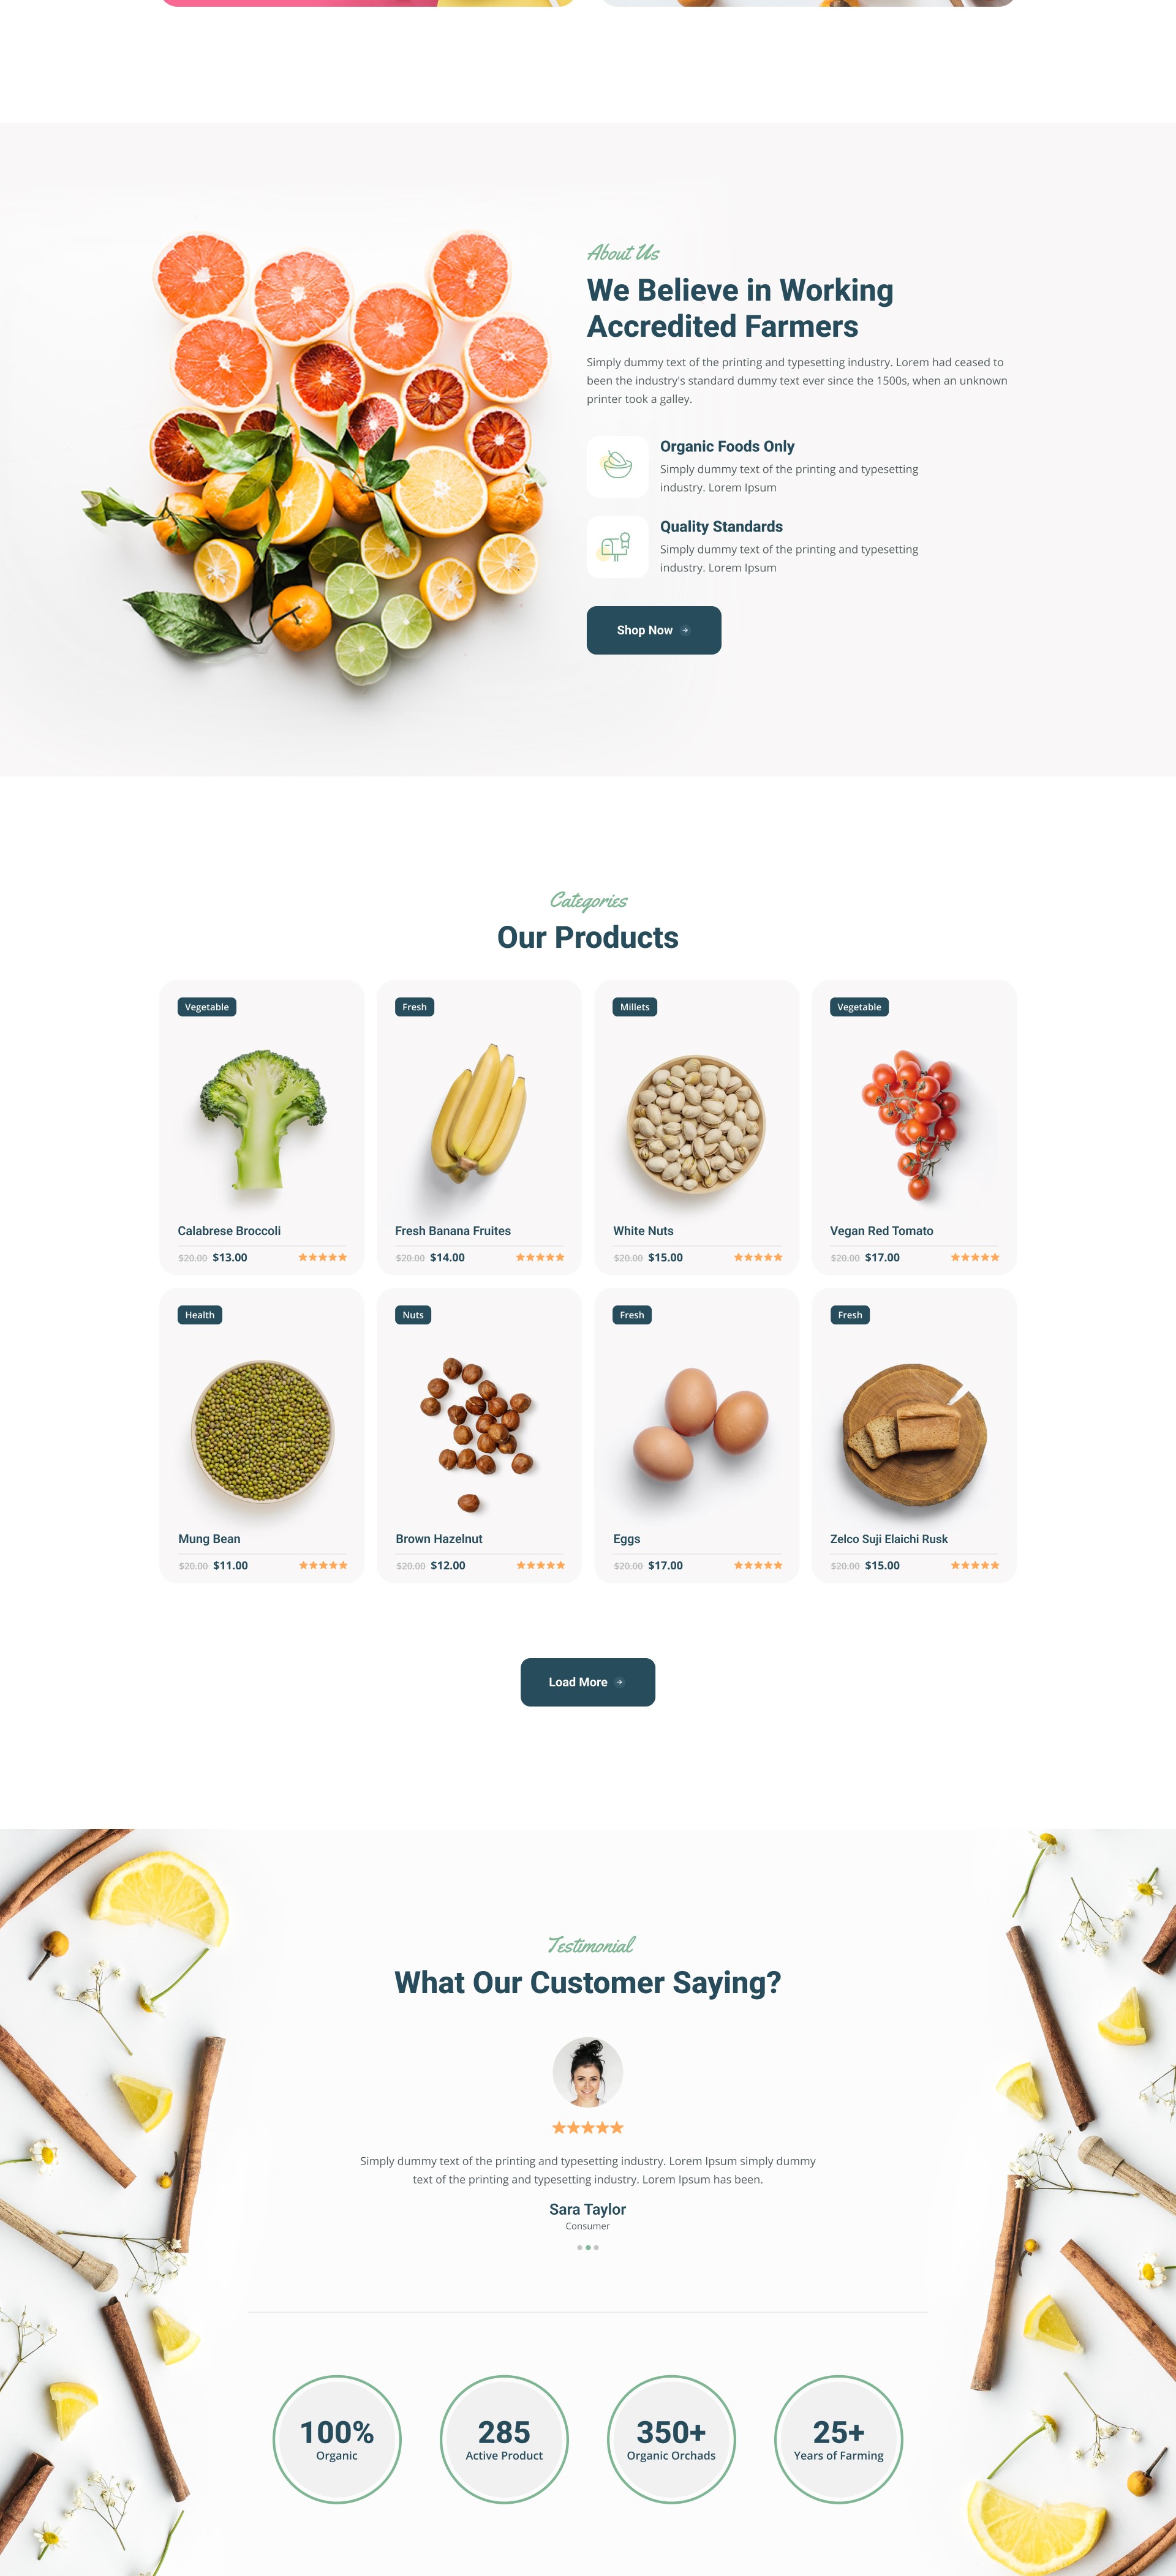 About Us
We Believe in Working
Accredited Farmers
Simply dummy text of the printing and typesetting industry. Lorem had ceased to
been the industry's standard dummy text ever since the 1500s, when an unknown
printer took a galley.
Organic Foods Only
Simply dummy text of the printing and typesetting
industry. Lorem Ipsum
Quality Standards
Simply dummy text of the printing and typesetting
industry. Lorem Ipsum
Shop Now
Categories
Our Products
Vegetable
Calabrese Broccoli
$20.00 $13.00
Fresh
Fresh Banana Fruites
$20.00 $14.00
Millets
White Nuts
$20.00 $15.00
Vegetable
Vegan Red Tomato
$20.00 $17.00
Health
Mung Bean
$20.00 $11.00
Nuts
Brown Hazelnut
$20.00 $12.00
Fresh
Eggs
$20.00 $17.00
Fresh
Zelco Suji Elaichi Rusk
$20.00 $15.00
Load More
Testimonial
What Our Customer Saying?
Simply dummy text of the printing and typesetting industry. Lorem Ipsum simply dummy
text of the printing and typesetting industry. Lorem Ipsum has been.
Sara Taylor
Consumer
100%
Organic
285
Active Product
350+
Organic Orchads
25+
Years of Farming